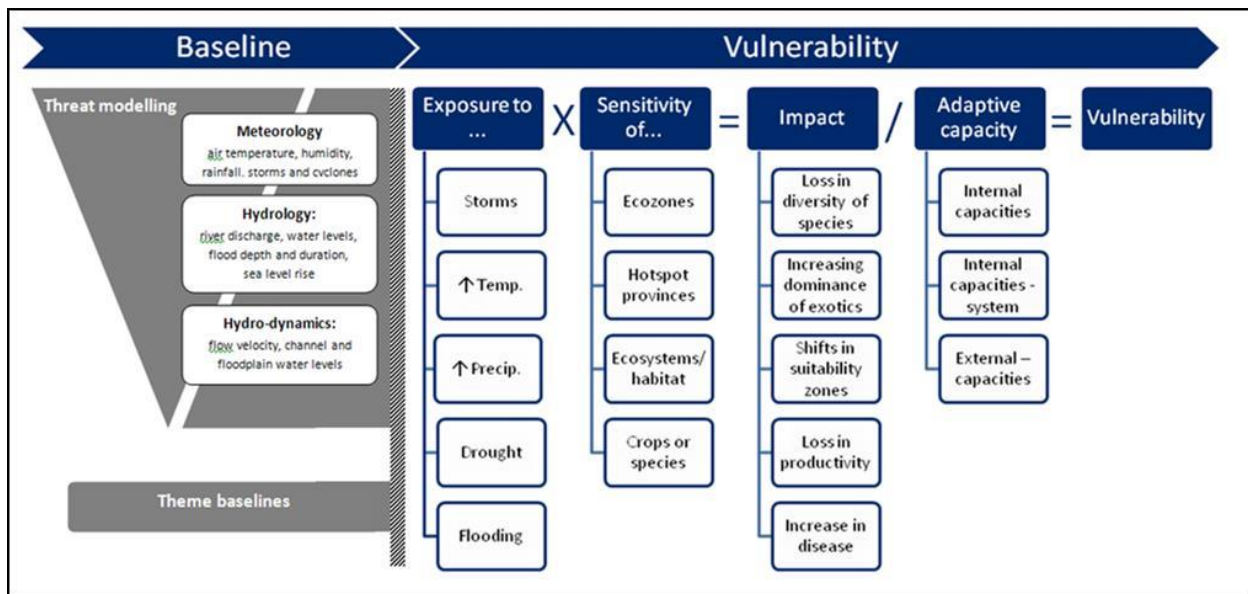 Baseline
Vulnerability
Threat modelling
Meteorology
air temperature, humidity,
rainfall. storms and cyclones
Hydrology:
river discharge, water levels,
flood depth and duration,
sea level rise
Hydro-dynamics:
flow velocity, channel and
floodplain water levels
Theme baselines
Exposure to
...
X
Sensitivity
of...
=
Impact
/
Adaptive
capacity
=
Vulnerability
Storms
↑ Temp.
↑ Precip.
Drought
Flooding
Ecozones
Hotspot
provinces
Ecosystems/
habitat
Crops or
species
Loss in
diversity of
species
Increasing
dominance
of exotics
Shifts in
suitability
zones
Loss in
productivity
Increase in
disease
Internal
capacities
Internal
capacities -
system
External –
capacities